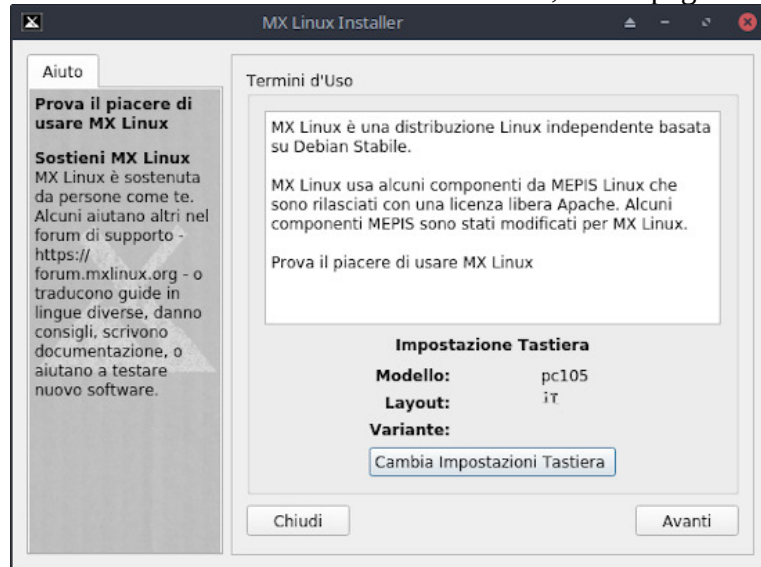 MX Linux Installer
Aiuto
Prova il piacere di
usare MX Linux
Sostieni MX Linux
MX Linux è sostenuta
da persone come te.
Alcuni aiutano altri nel
forum di supporto -
https://
forum.mxlinux.org - o
traducono guide in
lingue diverse, danno
consigli, scrivono
documentazione, o
aiutano a testare
nuovo software.
Termini d'Uso
MX Linux è una distribuzione Linux independente basata
su Debian Stabile.
MX Linux usa alcuni componenti da MEPIS Linux che
sono rilasciati con una licenza libera Apache. Alcuni
componenti MEPIS sono stati modificati per MX Linux.
Prova il piacere di usare MX Linux
Impostazione Tastiera
Modello: pc105
Layout: it
Variante:
Cambia Impostazioni Tastiera
Chiudi
Avanti